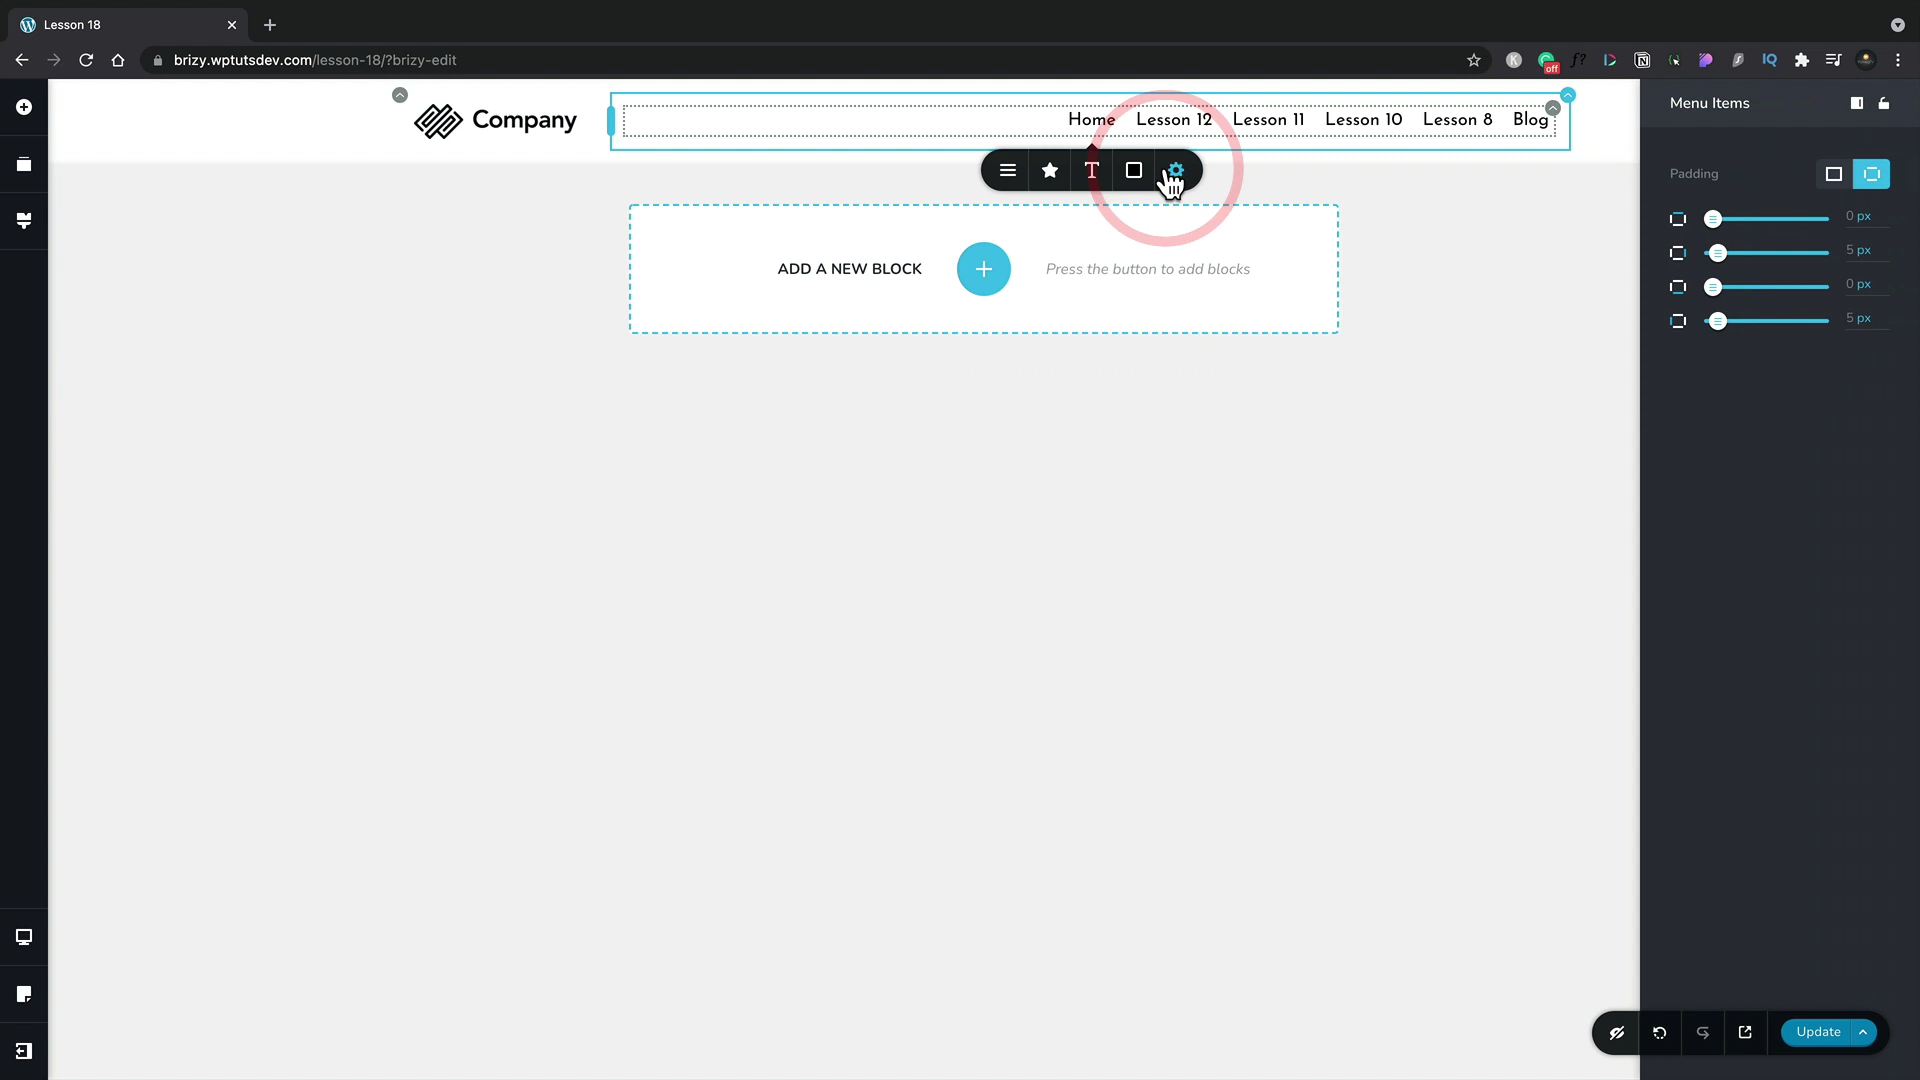 Lesson 18
brizy.wptutsdev.com/lesson-18/?brizy-edit
off
f?
IQ
Company
Home Lesson 12 Lesson 11 Lesson 10 Lesson 8 Blog
Menu Items
Padding
0 px
5 px
0 px
5 px
ADD A NEW BLOCK
Press the button to add blocks
Update